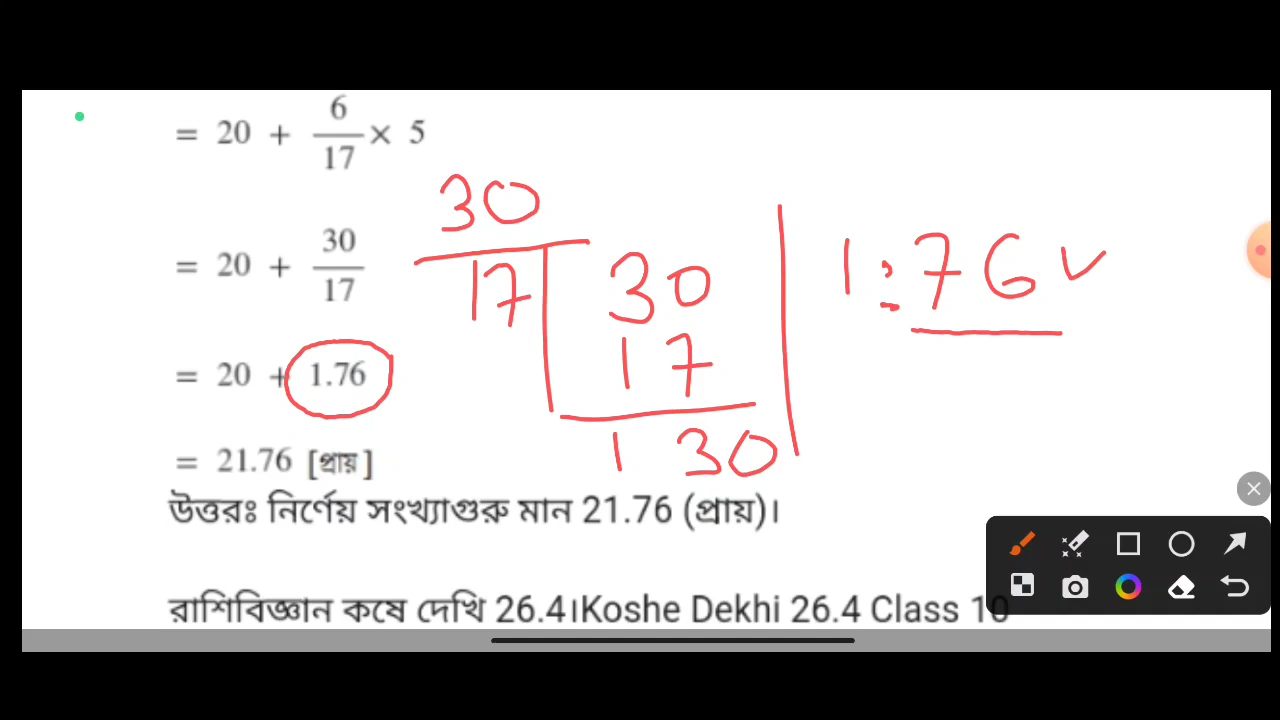 = 20 + 6/17 × 5
= 20 + 30/17
= 20 + 1.76
= 21.76 [প্রায়]
উত্তরঃ নির্ণেয় সংখ্যাগুরু মান 21.76 (প্রায়)।
রাশিবিজ্ঞান কষে দেখি 26.4।Koshe Dekhi 26.4 Class 10
30
17
30
17
1 30
1.76 ✓